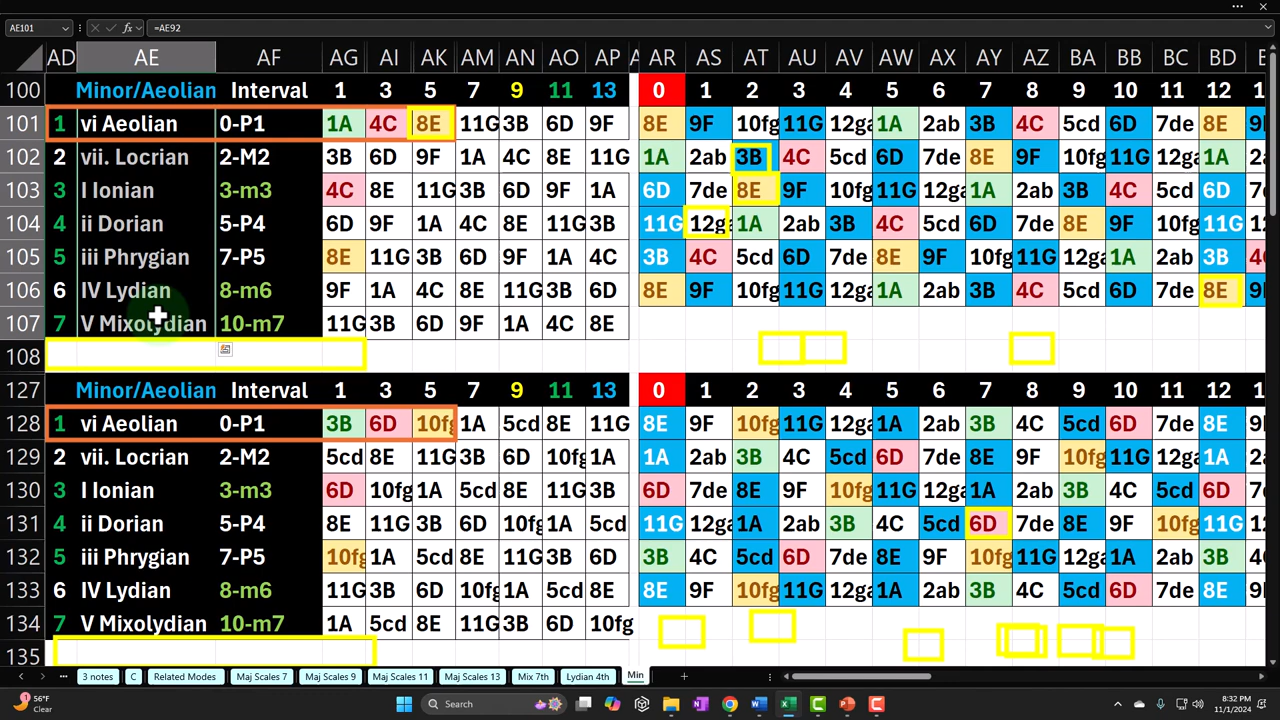 AE101 fx =AE92
AD AE AF AG AI AK AM AN AO AP AR AS AT AU AV AW AX AY AZ BA BB BC BD
100 Minor/Aeolian Interval 1 3 5 7 9 11 13 0 1 2 3 4 5 6 7 8 9 10 11 12
101 1 vi Aeolian 0-P1 1A 4C 8E 11G 3B 6D 9F 8E 9F 10fg 11G 12ga 1A 2ab 3B 4C 5cd 6D 7de 8E
102 2 vii. Locrian 2-M2 3B 6D 9F 1A 4C 8E 11G 1A 2ab 3B 4C 5cd 6D 7de 8E 9F 10fg 11G 12ga 1A
103 3 I Ionian 3-m3 4C 8E 11G 3B 6D 9F 1A 6D 7de 8E 9F 10fg 11G 12ga 1A 2ab 3B 4C 5cd 6D
104 4 ii Dorian 5-P4 6D 9F 1A 4C 8E 11G 3B 11G 12ga 1A 2ab 3B 4C 5cd 6D 7de 8E 9F 10fg 11G
105 5 iii Phrygian 7-P5 8E 11G 3B 6D 9F 1A 4C 3B 4C 5cd 6D 7de 8E 9F 10fg 11G 12ga 1A 2ab 3B
106 6 IV Lydian 8-m6 9F 1A 4C 8E 11G 3B 6D 8E 9F 10fg 11G 12ga 1A 2ab 3B 4C 5cd 6D 7de 8E
107 7 V Mixolydian 10-m7 11G 3B 6D 9F 1A 4C 8E
108
127 Minor/Aeolian Interval 1 3 5 7 9 11 13 0 1 2 3 4 5 6 7 8 9 10 11 12
128 1 vi Aeolian 0-P1 3B 6D 10fg 1A 5cd 8E 11G 8E 9F 10fg 11G 12ga 1A 2ab 3B 4C 5cd 6D 7de 8E
129 2 vii. Locrian 2-M2 5cd 8E 11G 3B 6D 10fg 1A 1A 2ab 3B 4C 5cd 6D 7de 8E 9F 10fg 11G 12ga 1A
130 3 I Ionian 3-m3 6D 10fg 1A 5cd 8E 11G 3B 6D 7de 8E 9F 10fg 11G 12ga 1A 2ab 3B 4C 5cd 6D
131 4 ii Dorian 5-P4 8E 11G 3B 6D 10fg 1A 5cd 11G 12ga 1A 2ab 3B 4C 5cd 6D 7de 8E 9F 10fg 11G
132 5 iii Phrygian 7-P5 10fg 1A 5cd 8E 11G 3B 6D 3B 4C 5cd 6D 7de 8E 9F 10fg 11G 12ga 1A 2ab 3B
133 6 IV Lydian 8-m6 11G 3B 6D 10fg 1A 5cd 8E 8E 9F 10fg 11G 12ga 1A 2ab 3B 4C 5cd 6D 7de 8E
134 7 V Mixolydian 10-m7 1A 5cd 8E 11G 3B 6D 10fg
135
3 notes C Related Modes Maj Scales 7 Maj Scales 9 Maj Scales 11 Maj Scales 13 Mix 7th Lydian 4th Min
56°F Search 8:32 PM
Clear 11/1/2024